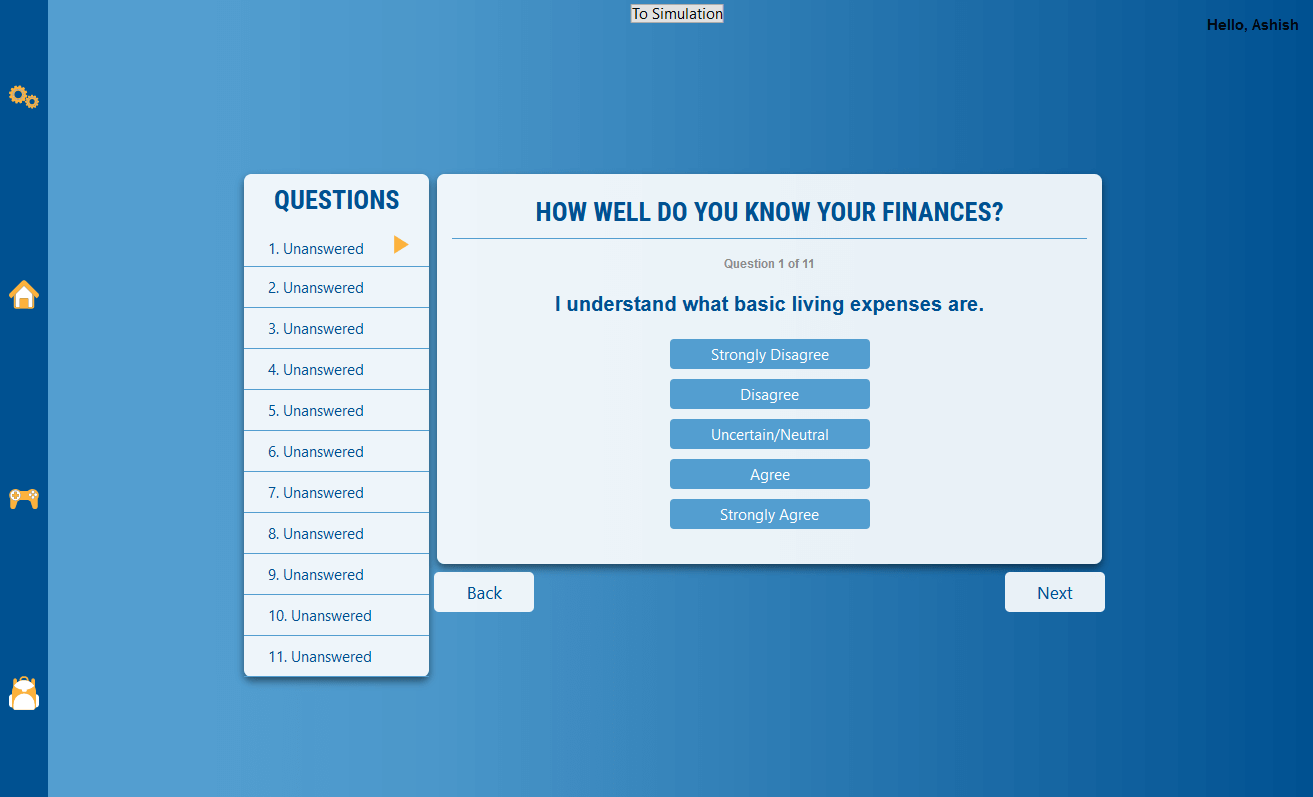 To Simulation
Hello, Ashish
QUESTIONS
1. Unanswered
2. Unanswered
3. Unanswered
4. Unanswered
5. Unanswered
6. Unanswered
7. Unanswered
8. Unanswered
9. Unanswered
10. Unanswered
11. Unanswered
HOW WELL DO YOU KNOW YOUR FINANCES?
Question 1 of 11
I understand what basic living expenses are.
Strongly Disagree
Disagree
Uncertain/Neutral
Agree
Strongly Agree
Back
Next